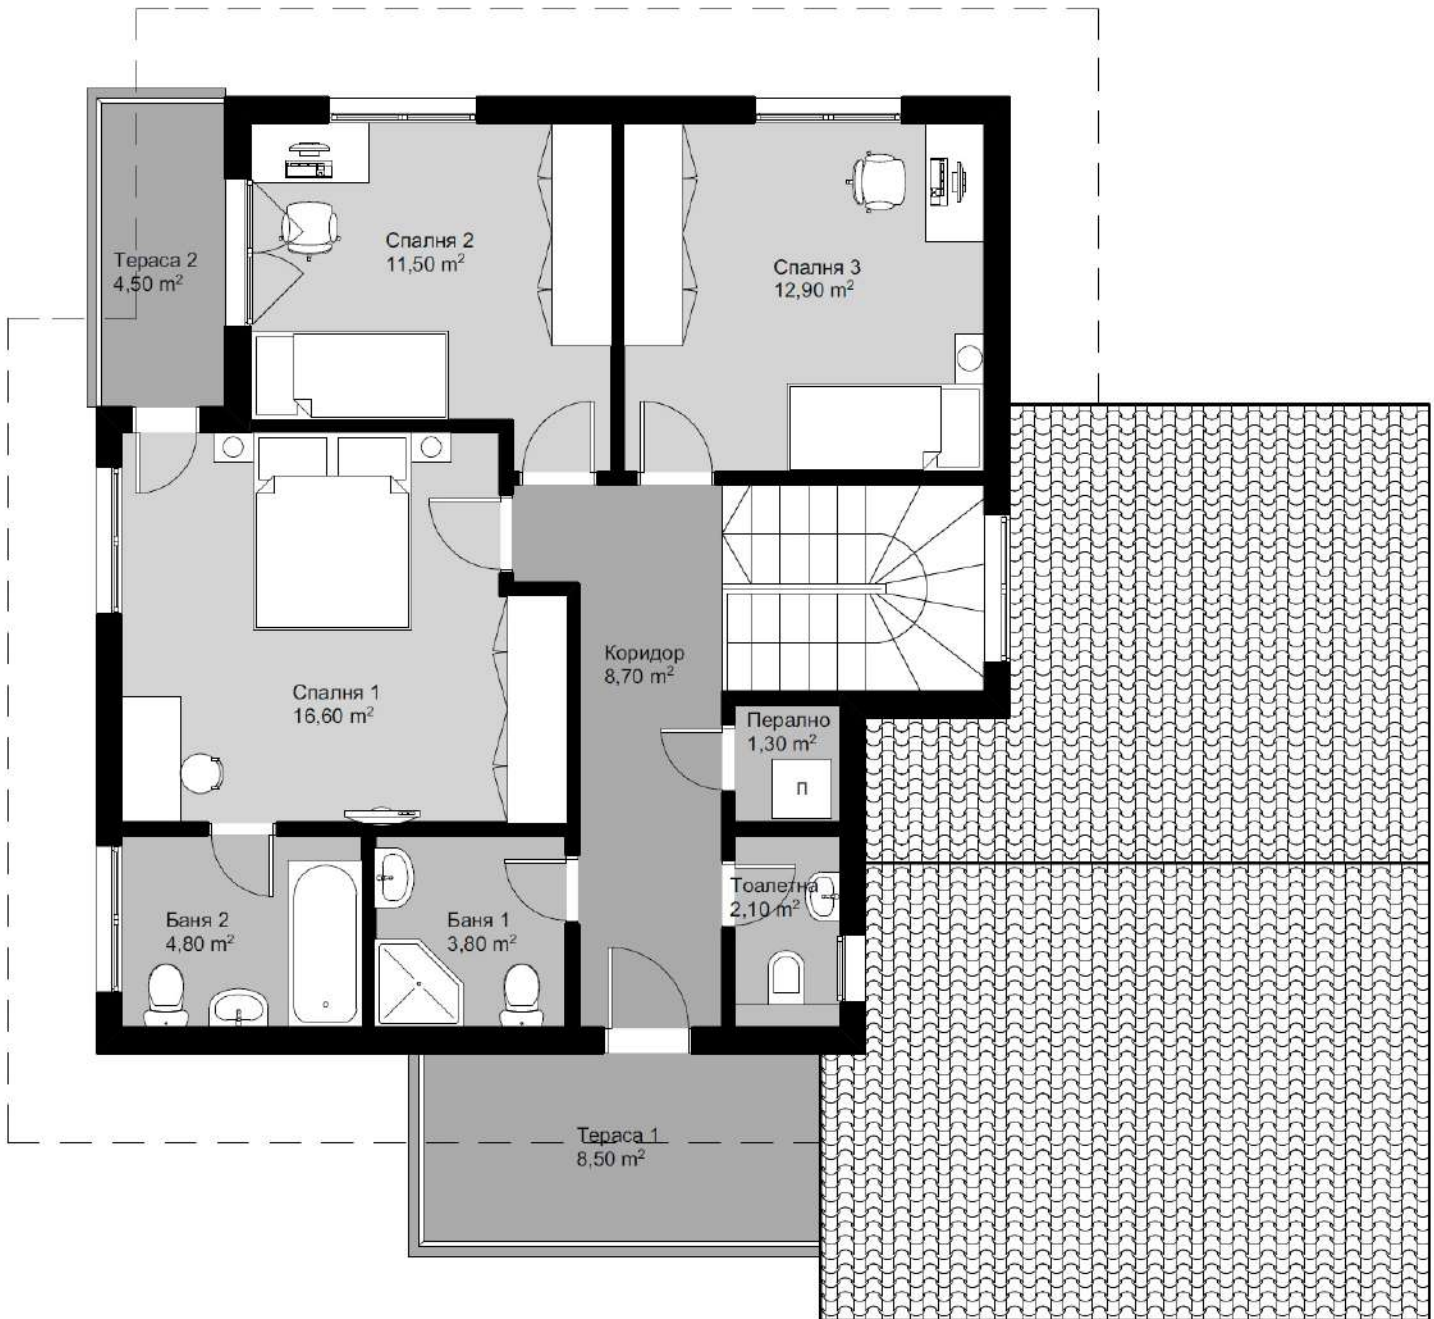 Спалня 2
11,50 m²
Тераса 2
4,50 m²
Спалня 3
12,90 m²
Коридор
8,70 m²
Спалня 1
16,60 m²
Перално
1,30 m²
П
Тоалетна
2,10 m²
Баня 2
4,80 m²
Баня 1
3,80 m²
Тераса 1
8,50 m²